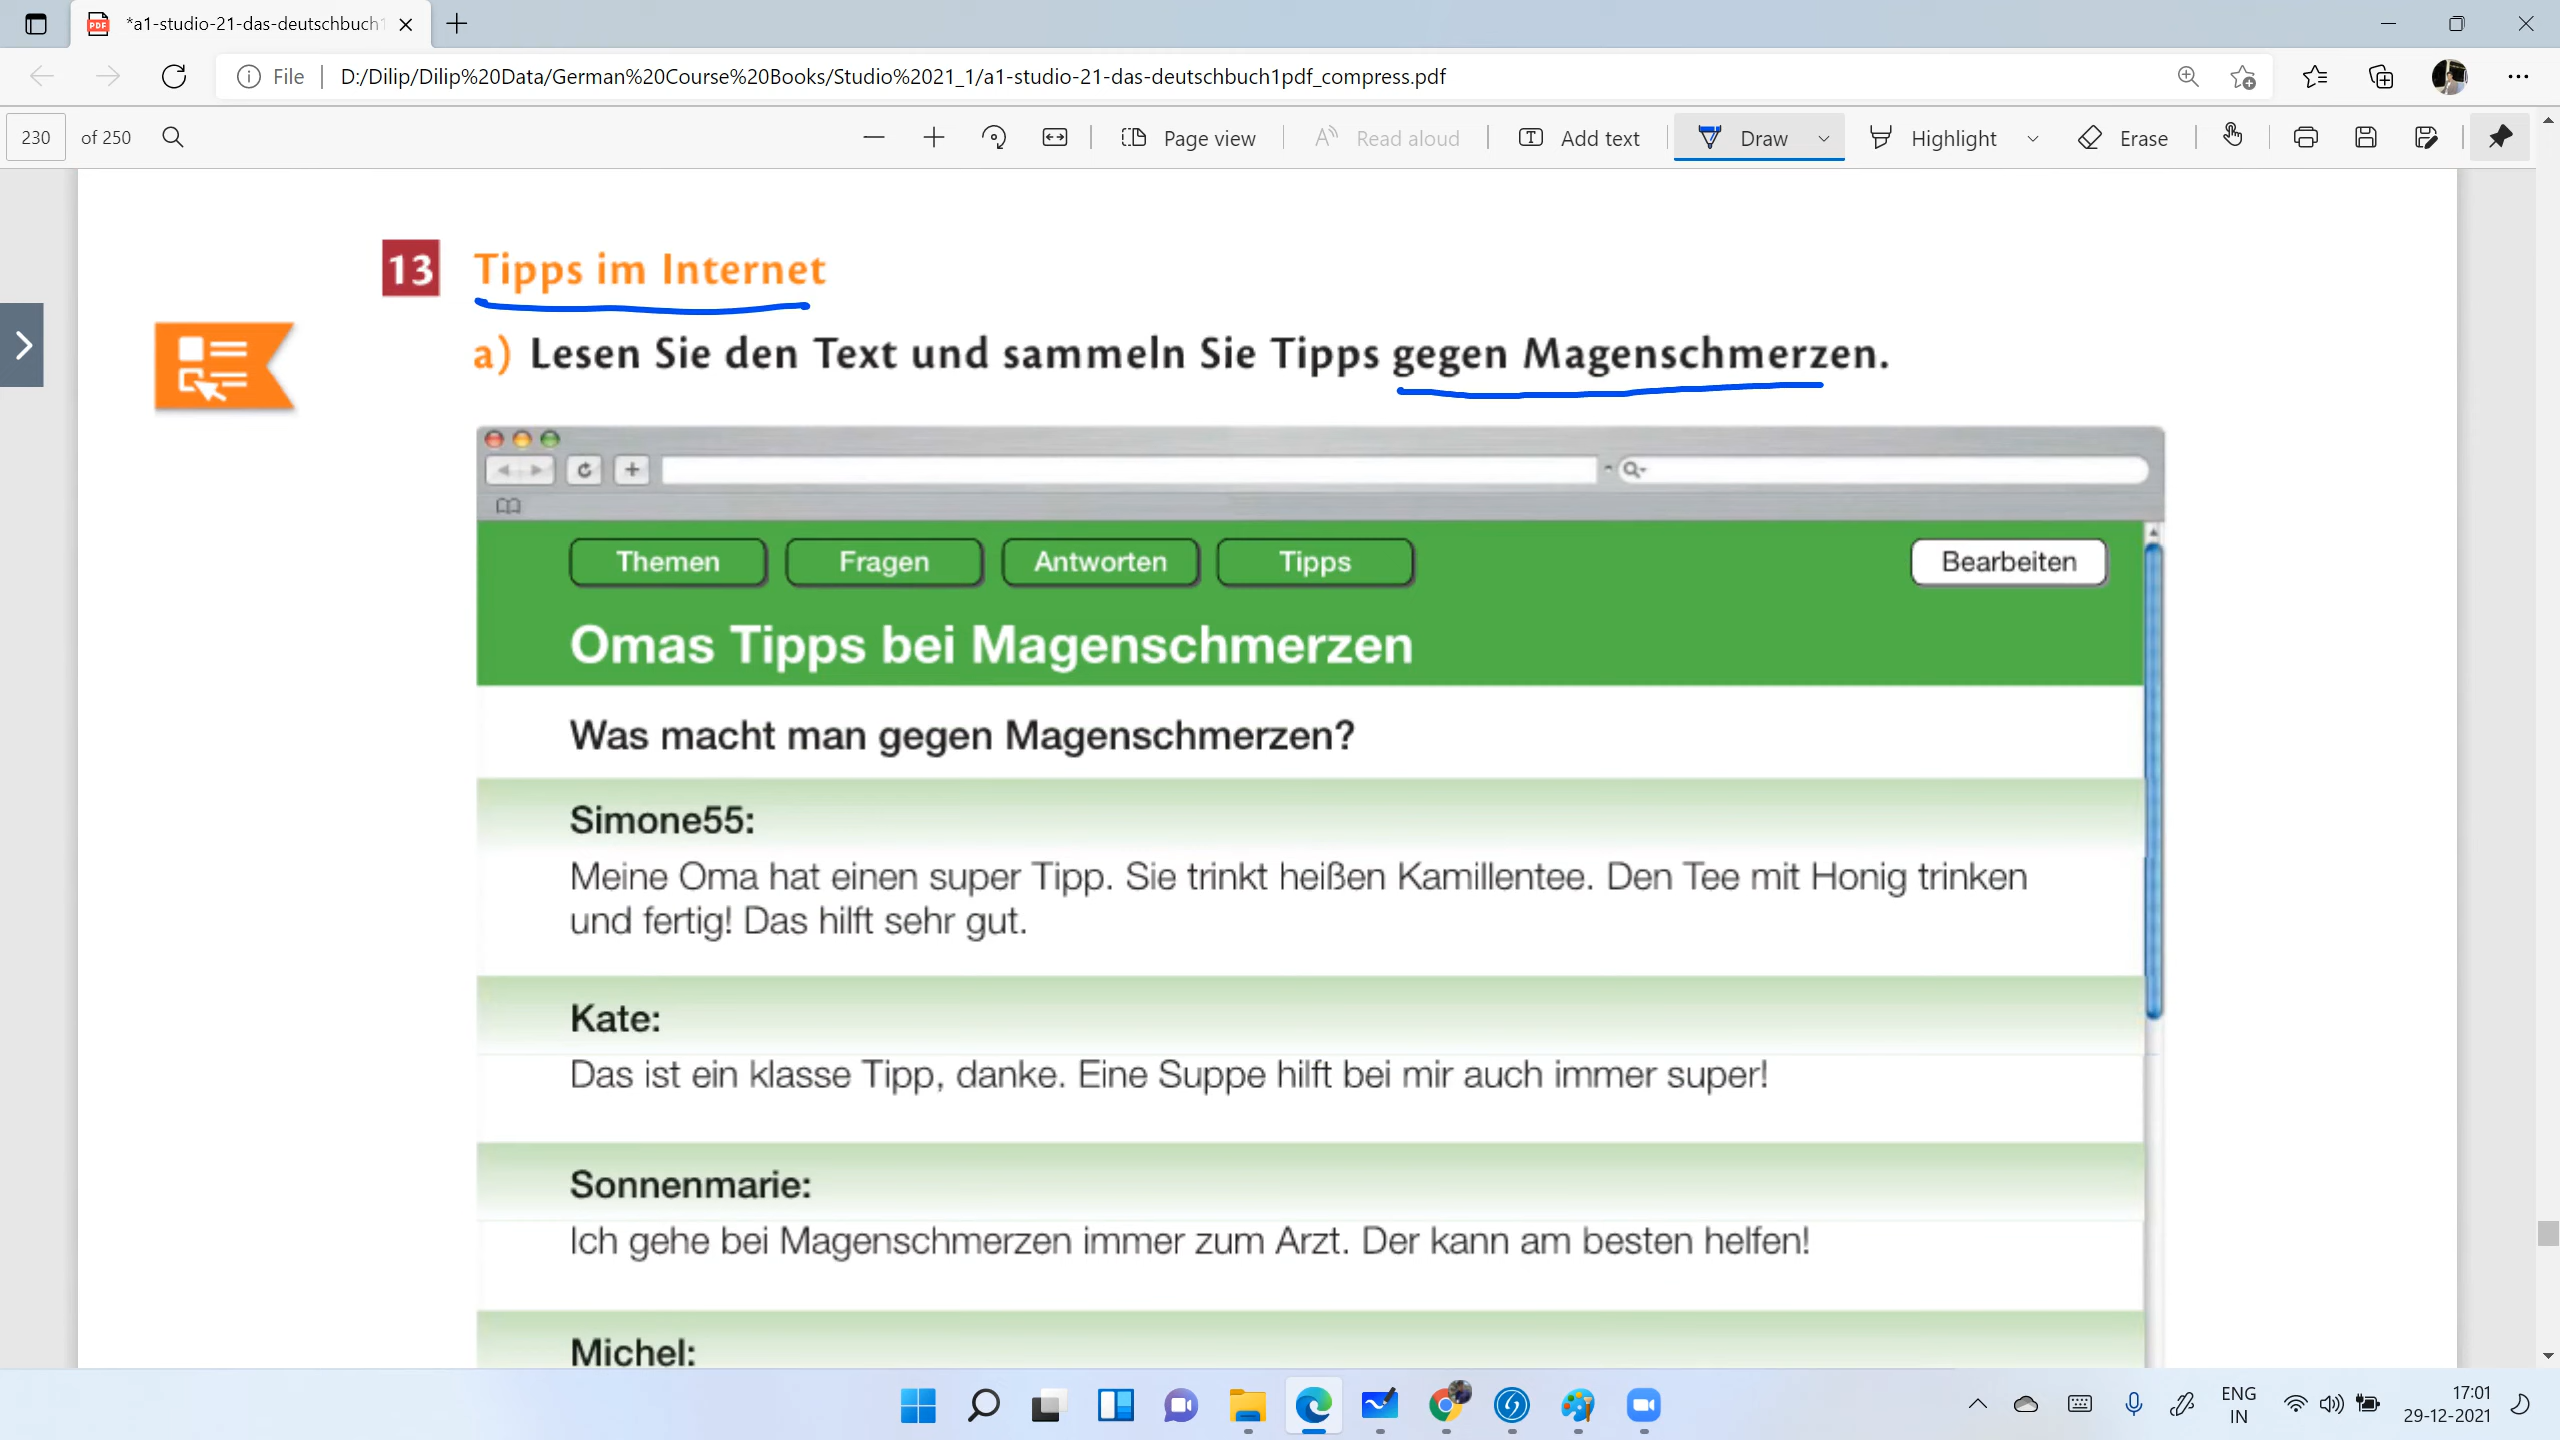 *a1-studio-21-das-deutschbuch1
File
D:/Dilip/Dilip%20Data/German%20Course%20Books/Studio%2021_1/a1-studio-21-das-deutschbuch1pdf_compress.pdf
230 of 250
Page view
Read aloud
Add text
Draw
Highlight
Erase
13 Tipps im Internet
a) Lesen Sie den Text und sammeln Sie Tipps gegen Magenschmerzen.
Themen Fragen Antworten Tipps Bearbeiten
Omas Tipps bei Magenschmerzen
Was macht man gegen Magenschmerzen?
Simone55:
Meine Oma hat einen super Tipp. Sie trinkt heißen Kamillentee. Den Tee mit Honig trinken
und fertig! Das hilft sehr gut.
Kate:
Das ist ein klasse Tipp, danke. Eine Suppe hilft bei mir auch immer super!
Sonnenmarie:
Ich gehe bei Magenschmerzen immer zum Arzt. Der kann am besten helfen!
Michel:
ENG
IN
17:01
29-12-2021